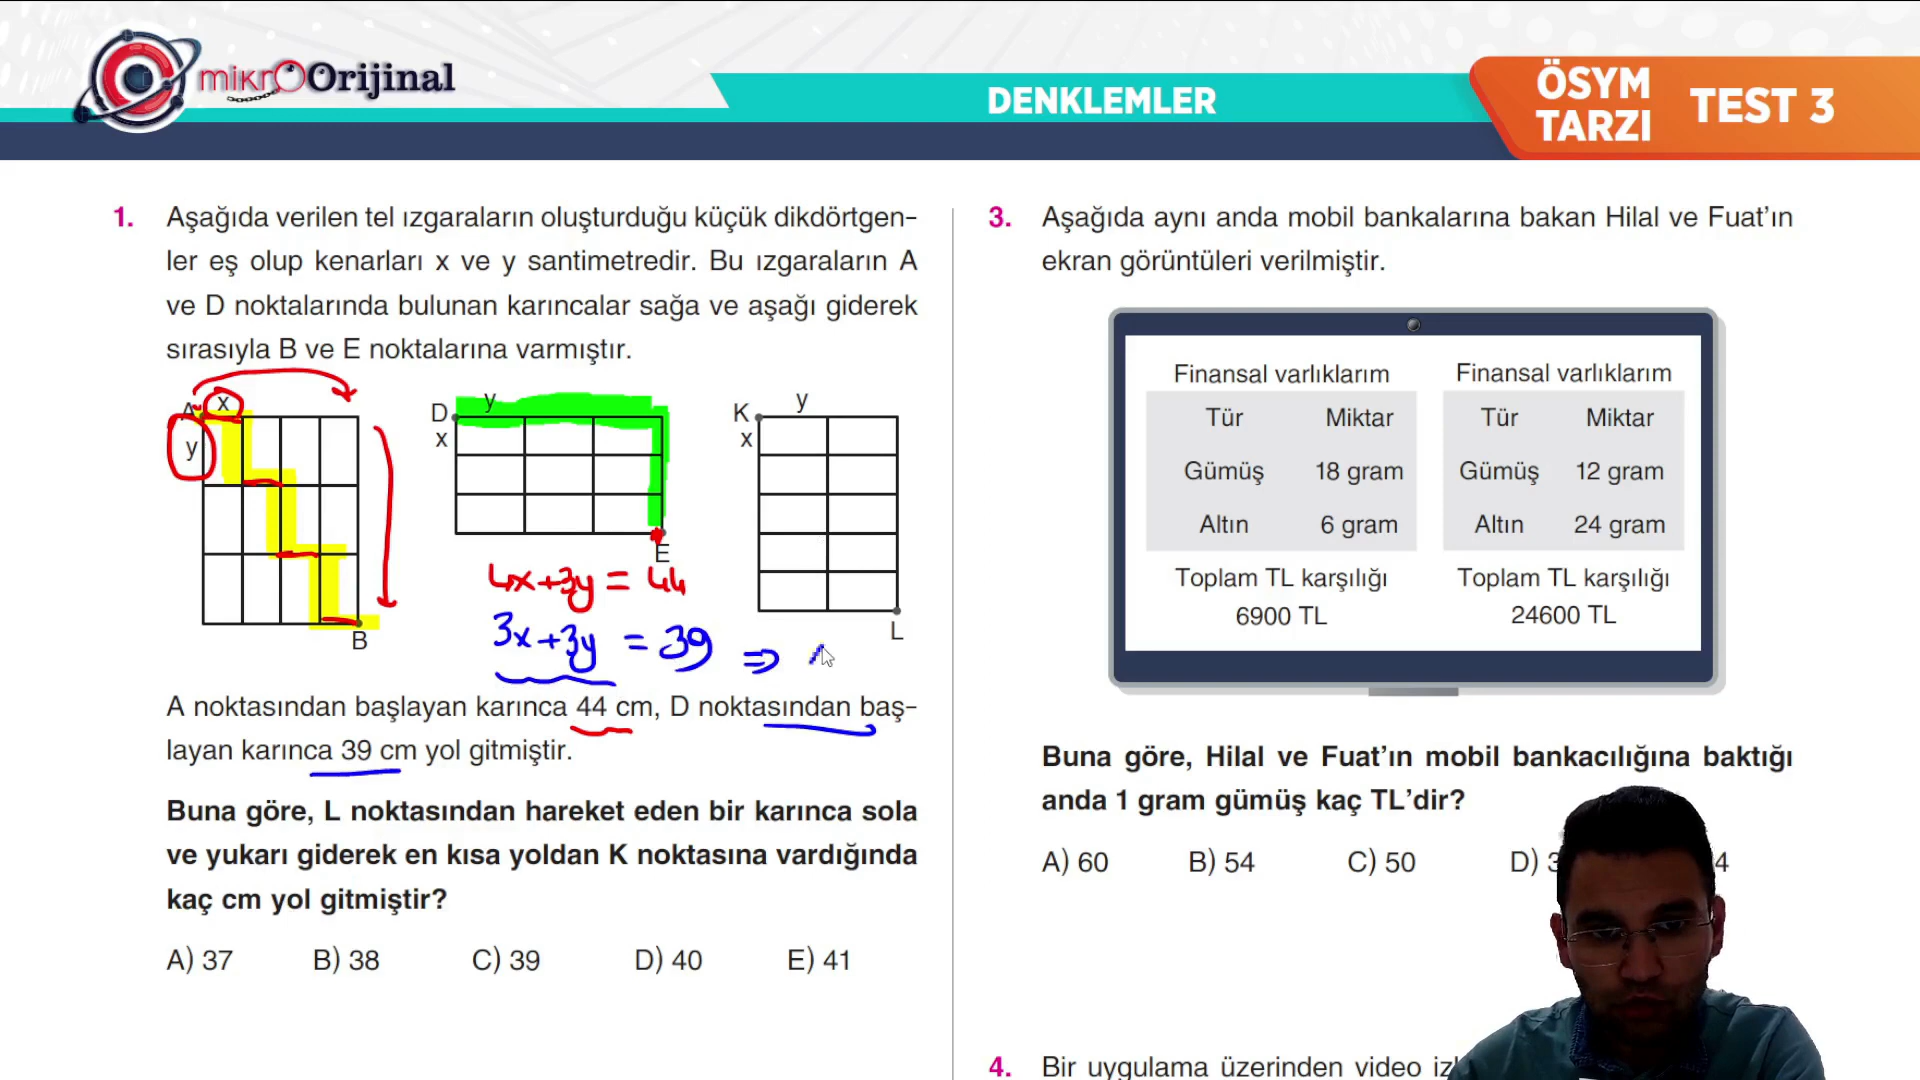 mikroOrijinal
DENKLEMLER
ÖSYM
TARZI
TEST 3
1. Aşağıda verilen tel ızgaraların oluşturduğu küçük dikdörtgen-
ler eş olup kenarları x ve y santimetredir. Bu ızgaraların A
ve D noktalarında bulunan karıncalar sağa ve aşağı giderek
sırasıyla B ve E noktalarına varmıştır.
A x
y
B
D y
x
E
K y
x
L
4x+3y = 44
3x+3y = 39 ⇒
A noktasından başlayan karınca 44 cm, D noktasından baş-
layan karınca 39 cm yol gitmiştir.
Buna göre, L noktasından hareket eden bir karınca sola
ve yukarı giderek en kısa yoldan K noktasına vardığında
kaç cm yol gitmiştir?
A) 37 B) 38 C) 39 D) 40 E) 41
3. Aşağıda aynı anda mobil bankalarına bakan Hilal ve Fuat’ın
ekran görüntüleri verilmiştir.
Finansal varlıklarım
Tür Miktar
Gümüş 18 gram
Altın 6 gram
Toplam TL karşılığı
6900 TL
Finansal varlıklarım
Tür Miktar
Gümüş 12 gram
Altın 24 gram
Toplam TL karşılığı
24600 TL
Buna göre, Hilal ve Fuat’ın mobil bankacılığına baktığı
anda 1 gram gümüş kaç TL’dir?
A) 60 B) 54 C) 50 D)
4. Bir uygulama üzerinden video